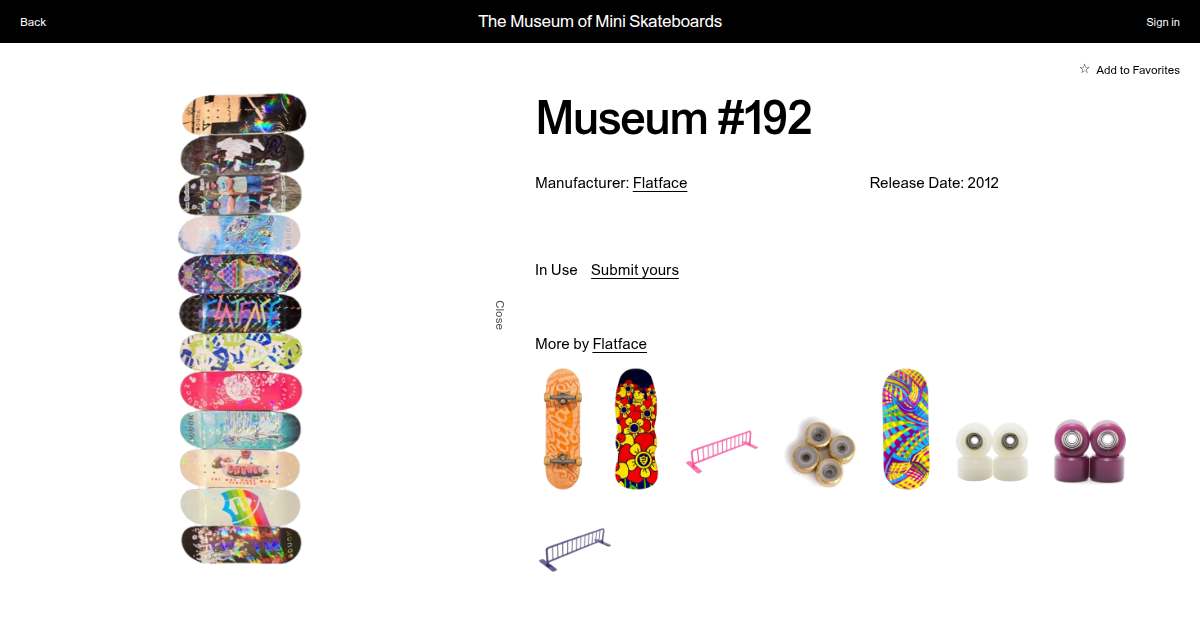 Back
The Museum of Mini Skateboards
Sign in
☆ Add to Favorites
Museum #192
Manufacturer: Flatface
Release Date: 2012
In Use Submit yours
Close
More by Flatface